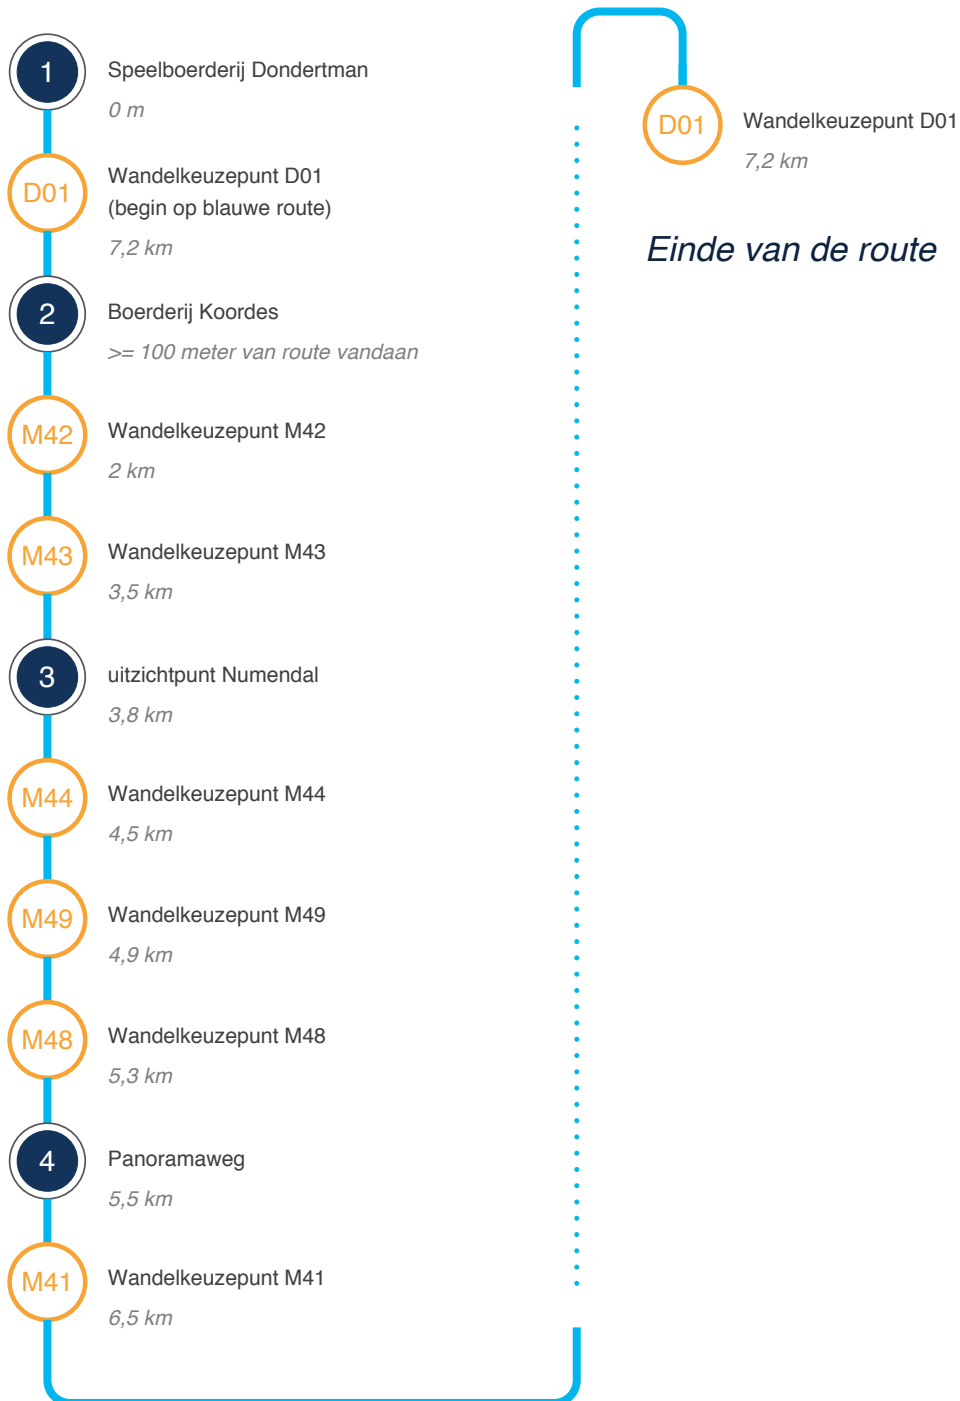 1
Speelboerderij Dondertman
0 m
D01
Wandelkeuzepunt D01
(begin op blauwe route)
7,2 km
2
Boerderij Koordes
>= 100 meter van route vandaan
M42
Wandelkeuzepunt M42
2 km
M43
Wandelkeuzepunt M43
3,5 km
3
uitzichtpunt Numendal
3,8 km
M44
Wandelkeuzepunt M44
4,5 km
M49
Wandelkeuzepunt M49
4,9 km
M48
Wandelkeuzepunt M48
5,3 km
4
Panoramaweg
5,5 km
M41
Wandelkeuzepunt M41
6,5 km
D01
Wandelkeuzepunt D01
7,2 km
Einde van de route